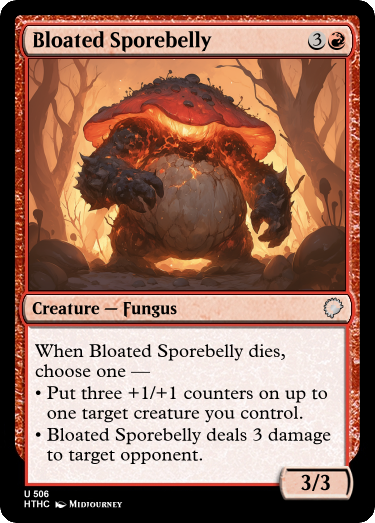 Bloated Sporebelly 3
Creature — Fungus
When Bloated Sporebelly dies,
choose one —
• Put three +1/+1 counters on up to
one target creature you control.
• Bloated Sporebelly deals 3 damage
to target opponent.
3/3
U 506
HTHC Midjourney